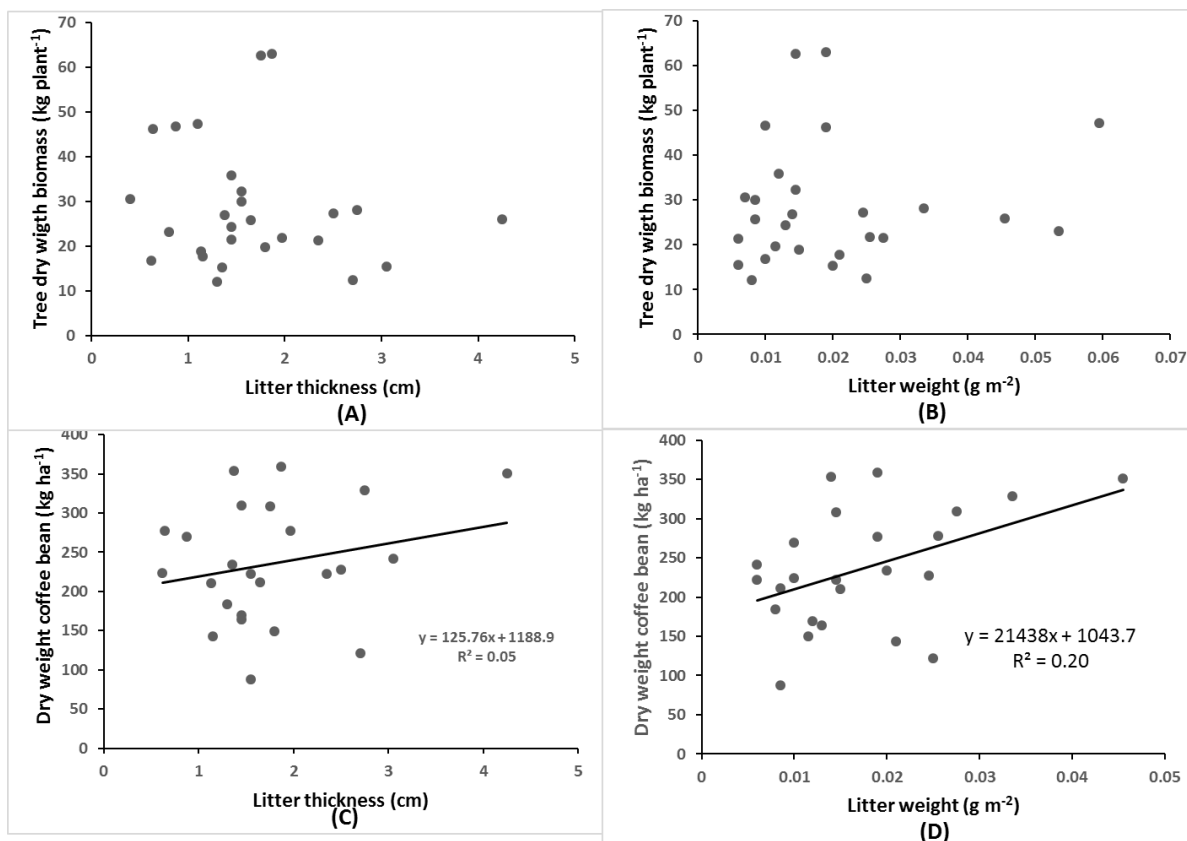 Tree dry wigth biomass (kg plant⁻¹)
70
60
50
40
30
20
10
0
0 1 2 3 4 5
Litter thickness (cm)
(A)
Tree dry wigth biomass (kg plant⁻¹)
70
60
50
40
30
20
10
0
0 0.01 0.02 0.03 0.04 0.05 0.06 0.07
Litter weight (g m⁻²)
(B)
Dry weight coffee bean (kg ha⁻¹)
400
350
300
250
200
150
100
50
0
y = 125.76x + 1188.9
R² = 0.05
0 1 2 3 4 5
Litter thickness (cm)
(C)
Dry weight coffee bean (kg ha⁻¹)
400
350
300
250
200
150
100
50
0
y = 21438x + 1043.7
R² = 0.20
0 0.01 0.02 0.03 0.04 0.05
Litter weight (g m⁻²)
(D)